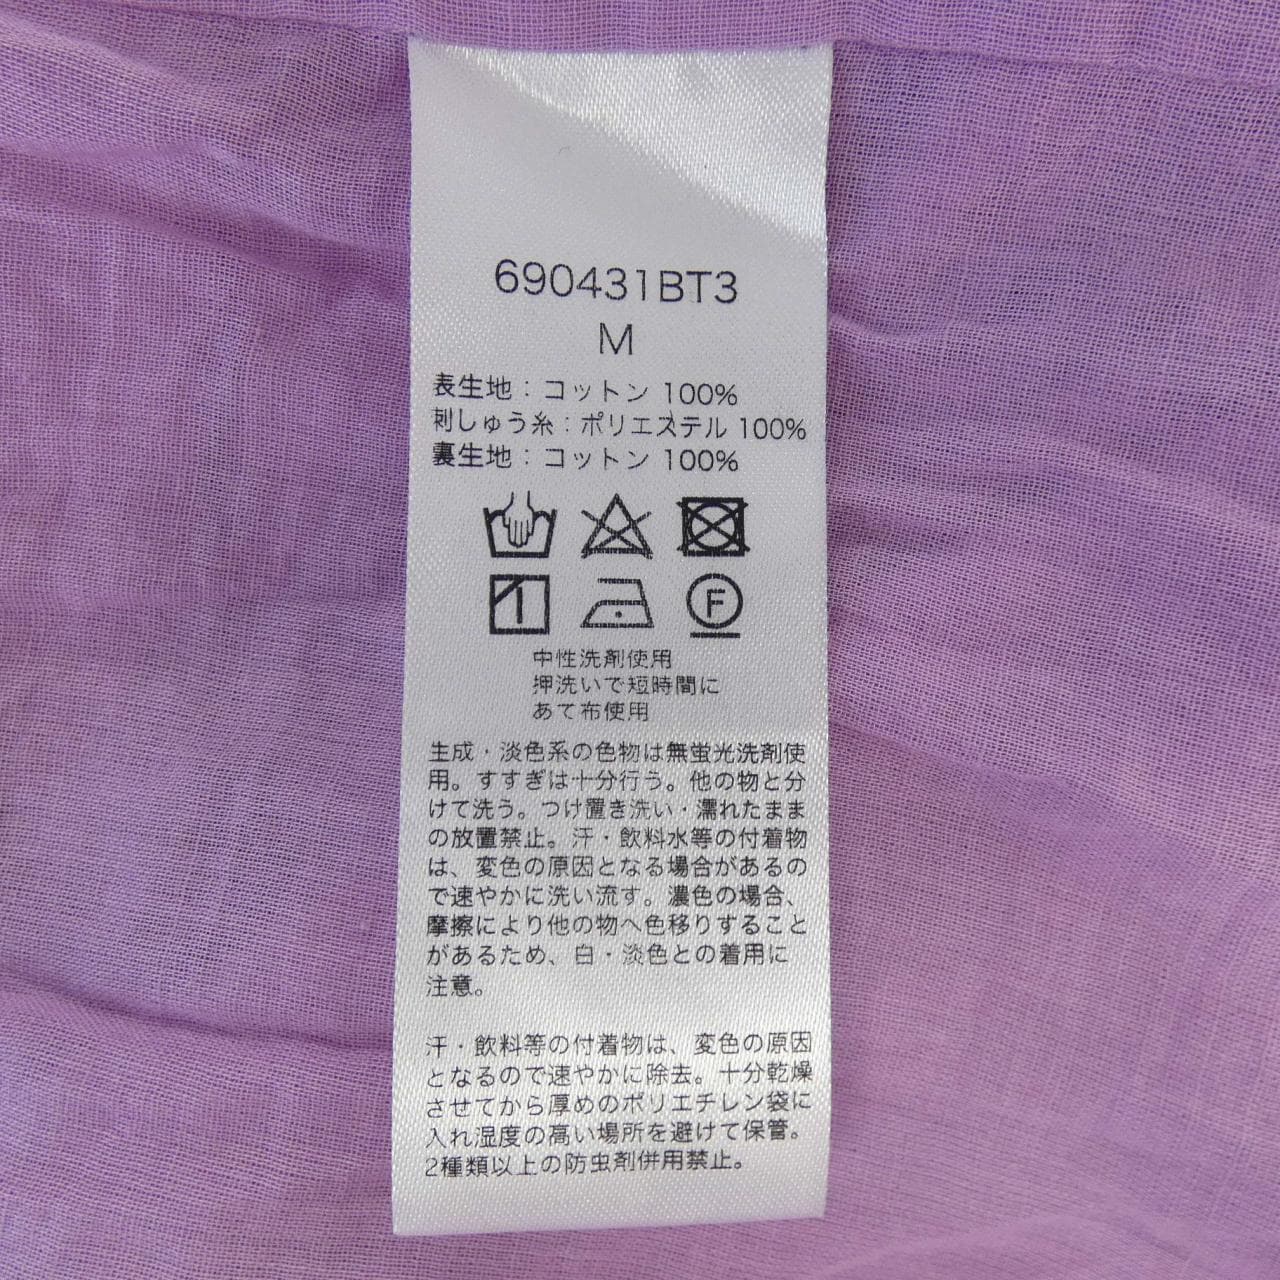 690431BT3
M
表生地：コットン 100%
刺しゅう糸：ポリエステル 100%
裏生地：コットン 100%
F
中性洗剤使用
押洗いで短時間に
あて布使用
生成・淡色系の色物は無蛍光洗剤使
用。すすぎは十分行う。他の物と分
けて洗う。つけ置き洗い・濡れたまま
の放置禁止。汗・飲料水等の付着物
は、変色の原因となる場合があるの
で速やかに洗い流す。濃色の場合、
摩擦により他の物へ色移りすること
があるため、白・淡色との着用に
注意。
汗・飲料等の付着物は、変色の原因
となるので速やかに除去。十分乾燥
させてから厚めのポリエチレン袋に
入れ湿度の高い場所を避けて保管。
2種類以上の防虫剤併用禁止。